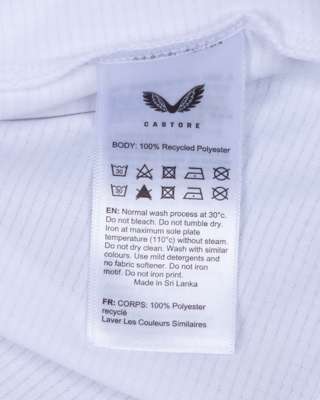 CASTORE
BODY: 100% Recycled Polyester
30
30
EN: Normal wash process at 30°c.
Do not bleach. Do not tumble dry.
Iron at maximum sole plate
temperature (110°c) without steam.
Do not dry clean. Wash with similar
colours. Use mild detergents and
no fabric softener. Do not iron
motif. Do not iron print.
Made in Sri Lanka
FR: CORPS: 100% Polyester
recyclé
Laver Les Couleurs Similaires